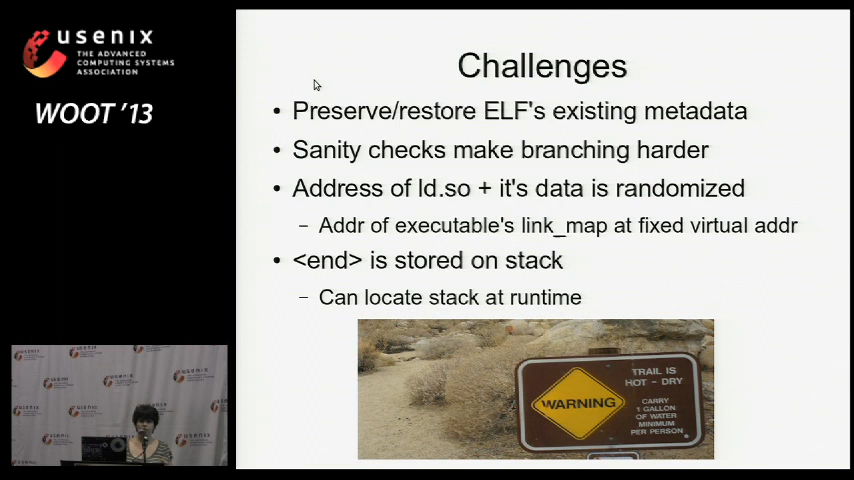 usenix
THE ADVANCED
COMPUTING SYSTEMS
ASSOCIATION
WOOT '13
Challenges
• Preserve/restore ELF's existing metadata
• Sanity checks make branching harder
• Address of ld.so + it's data is randomized
– Addr of executable's link_map at fixed virtual addr
• <end> is stored on stack
– Can locate stack at runtime
WARNING
TRAIL IS
HOT - DRY
CARRY
1 GALLON
OF WATER
MINIMUM
PER PERSON
usenix
usenix
usenix